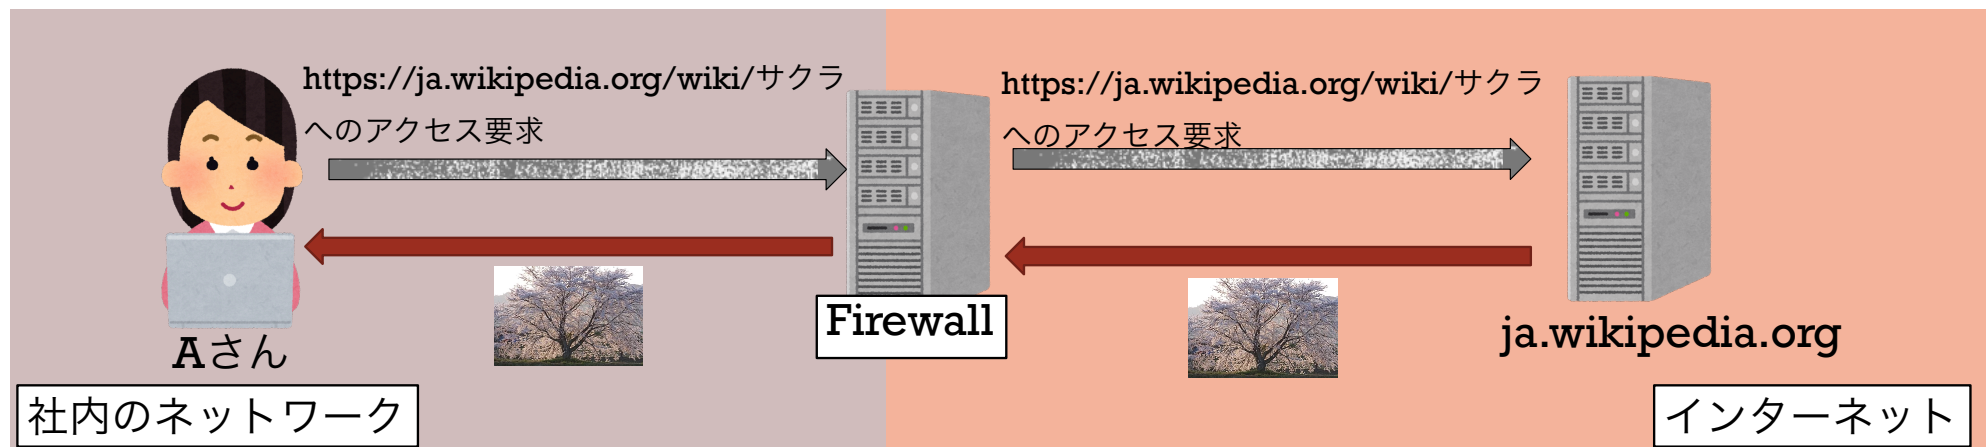 https://ja.wikipedia.org/wiki/サクラ
へのアクセス要求
https://ja.wikipedia.org/wiki/サクラ
へのアクセス要求
Firewall
ja.wikipedia.org
Aさん
社内のネットワーク
インターネット